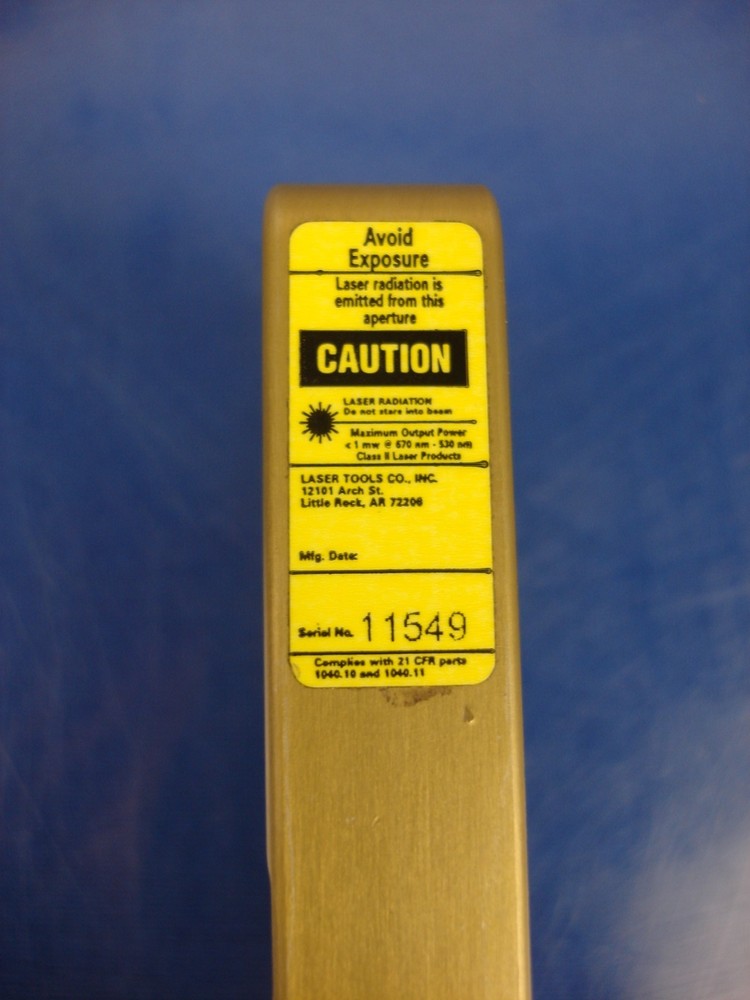 Avoid
Exposure
Laser radiation is
emitted from this
aperture
CAUTION
LASER RADIATION
Do not stare into beam
Maximum Output Power
< 1 mw @ 670 nm - 530 nm
Class II Laser Products
LASER TOOLS CO., INC.
12101 Arch St.
Little Rock, AR 72206
Mfg. Date:
Serial No. 11549
Complies with 21 CFR parts
1040.10 and 1040.11